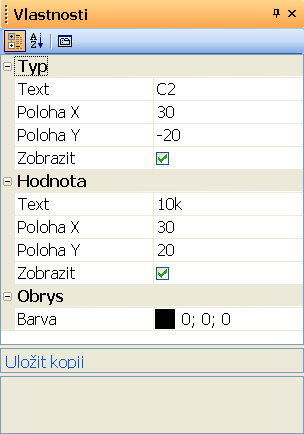 Vlastnosti
Typ
Text C2
Poloha X 30
Poloha Y -20
Zobrazit
Hodnota
Text 10k
Poloha X 30
Poloha Y 20
Zobrazit
Obrys
Barva 0; 0; 0
Uložit kopii